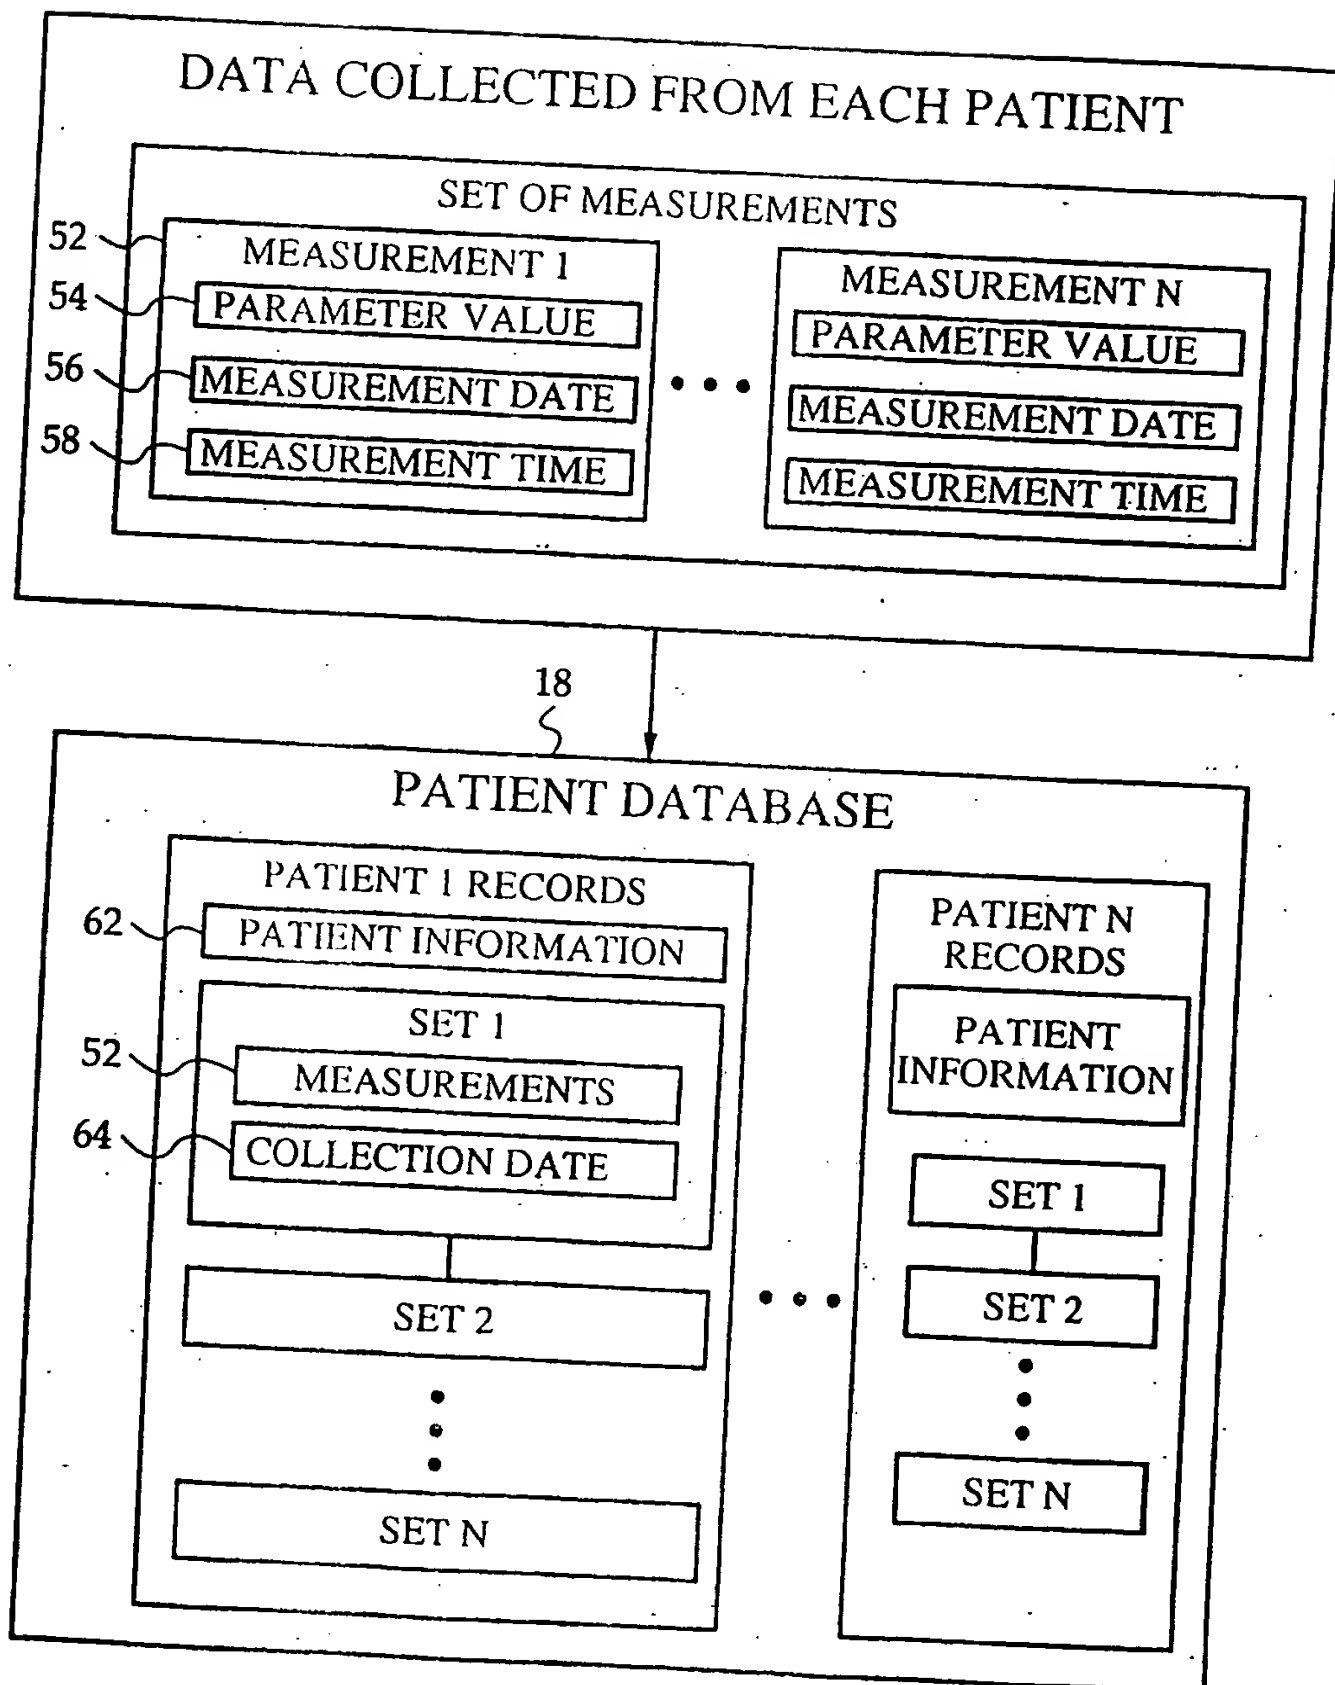 DATA COLLECTED FROM EACH PATIENT
SET OF MEASUREMENTS
52
MEASUREMENT 1
54
PARAMETER VALUE
56
MEASUREMENT DATE
58
MEASUREMENT TIME
MEASUREMENT N
PARAMETER VALUE
MEASUREMENT DATE
MEASUREMENT TIME
18
PATIENT DATABASE
PATIENT 1 RECORDS
62
PATIENT INFORMATION
SET 1
52
MEASUREMENTS
64
COLLECTION DATE
SET 2
SET N
PATIENT N
RECORDS
PATIENT
INFORMATION
SET 1
SET 2
SET N